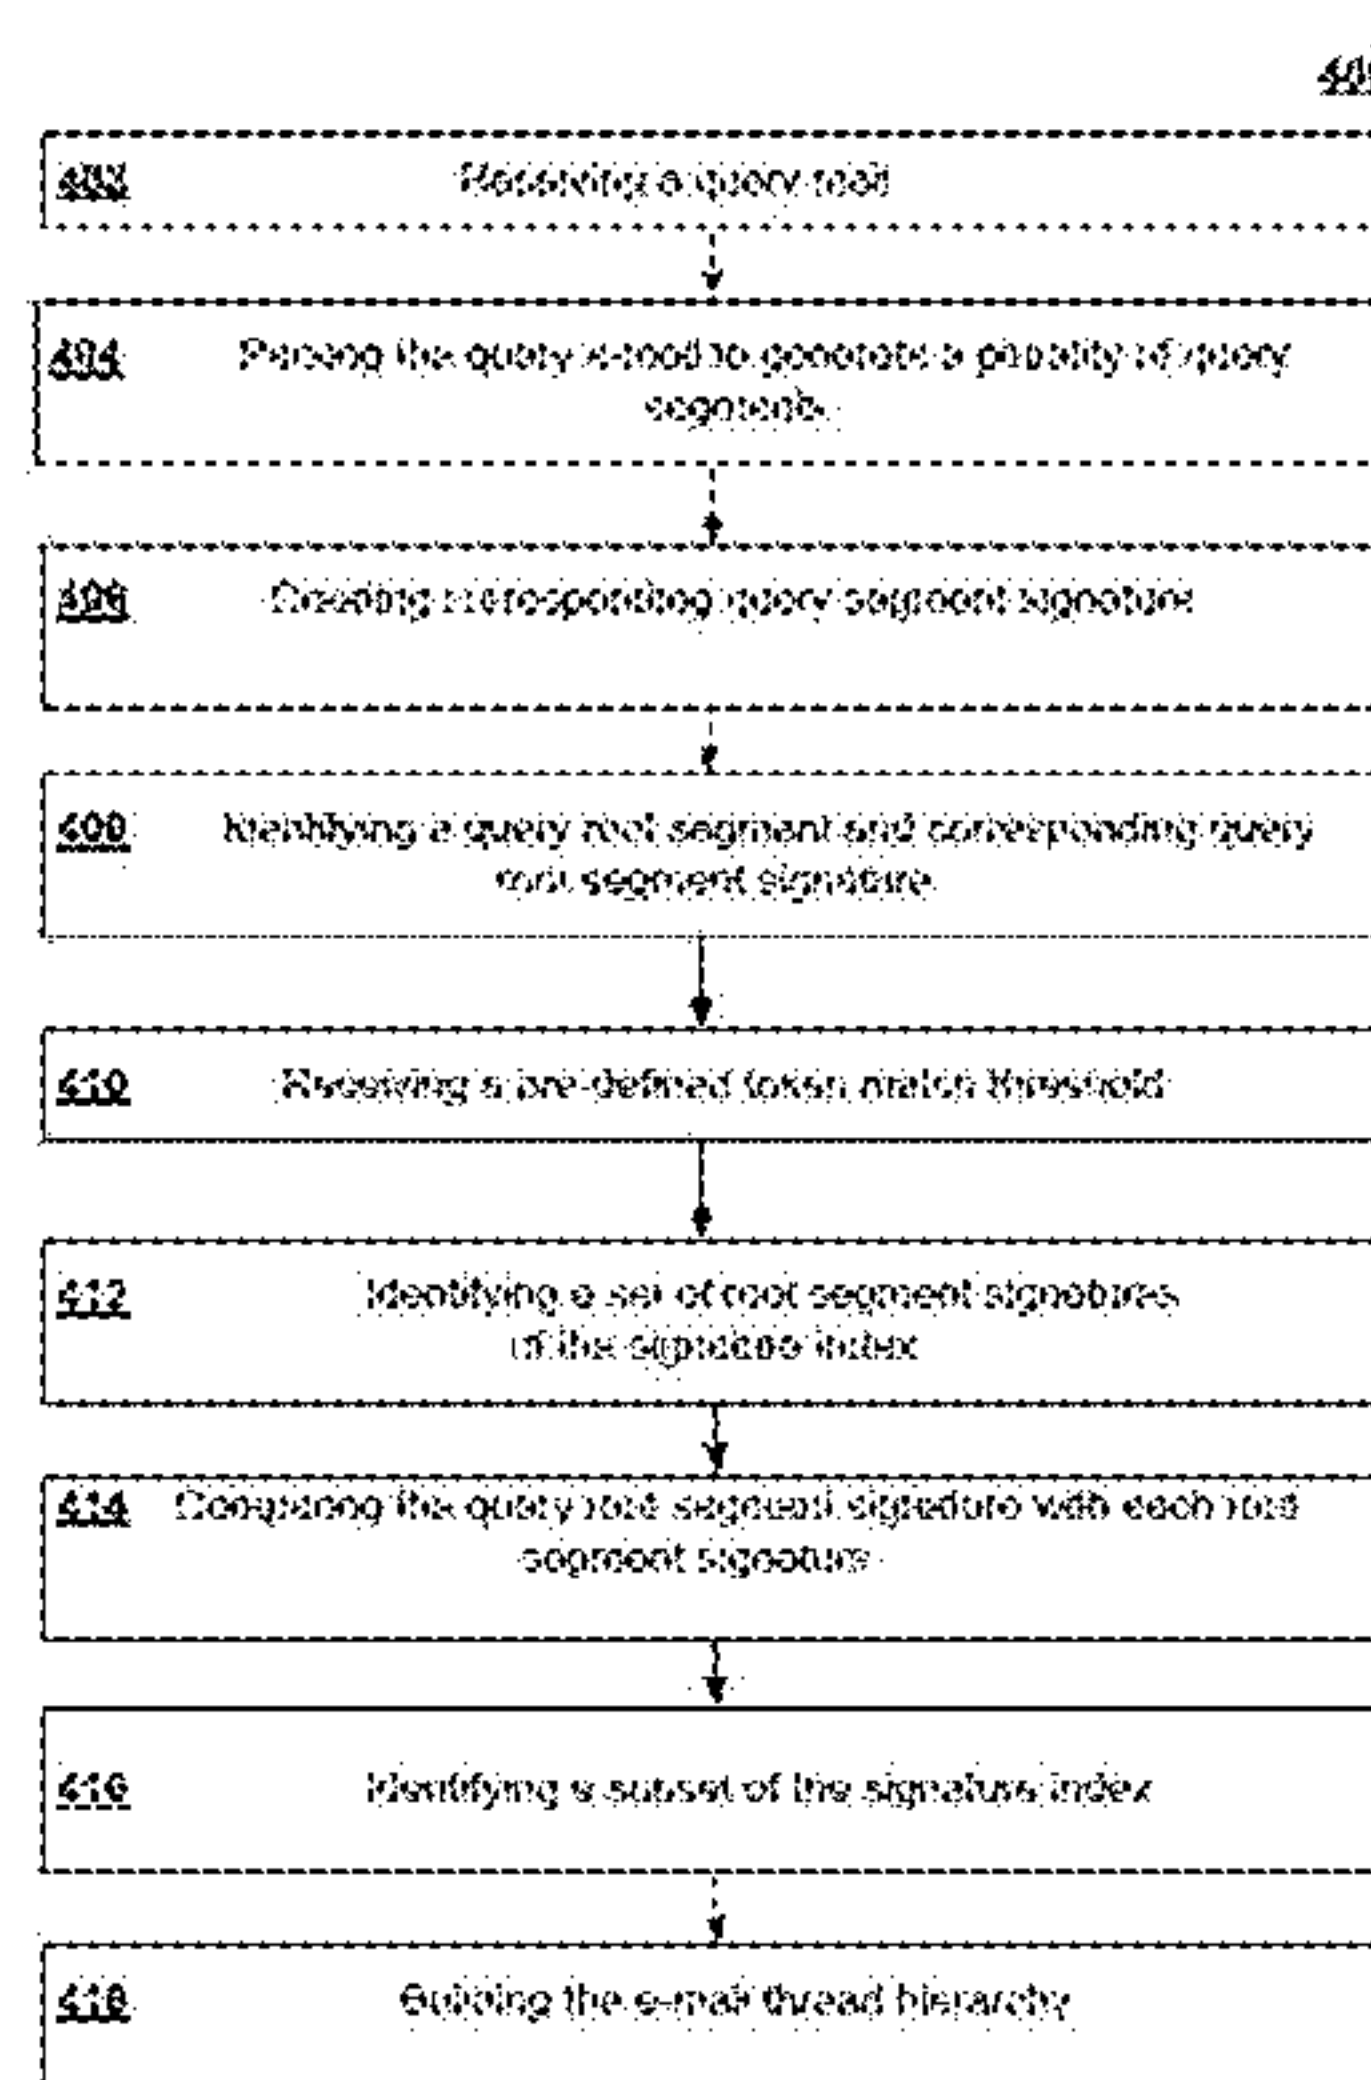 402 Receiving a query mail
404 Parsing the query e-mail to generate a plurality of query
segments
406 Creating corresponding query segment signature
408 Identifying a query root segment and corresponding query
root segment signature
410 Receiving a pre-defined token match threshold
412 Identifying a set of root segment signatures
of the signature index
414 Comparing the query root segment signature with each root
segment signature
416 Identifying a subset of the signature index
418 Building the e-mail thread hierarchy